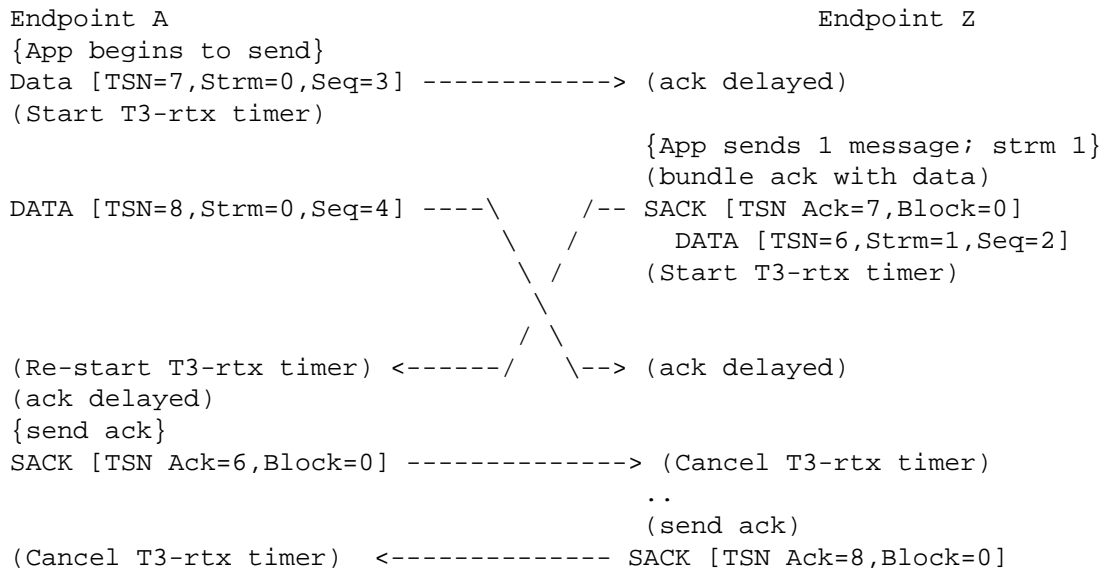 Endpoint A                                         Endpoint Z
{App begins to send}
Data [TSN=7,Strm=0,Seq=3] ------------> (ack delayed)
(Start T3-rtx timer)
                                        {App sends 1 message; strm 1}
                                        (bundle ack with data)
DATA [TSN=8,Strm=0,Seq=4] ----\     /-- SACK [TSN Ack=7,Block=0]
                               \   /      DATA [TSN=6,Strm=1,Seq=2]
                                \ /     (Start T3-rtx timer)
                                 \
                                / \
(Re-start T3-rtx timer) <------/   \--> (ack delayed)
(ack delayed)
{send ack}
SACK [TSN Ack=6,Block=0] --------------> (Cancel T3-rtx timer)
                                        ..
                                        (send ack)
(Cancel T3-rtx timer)  <-------------- SACK [TSN Ack=8,Block=0]